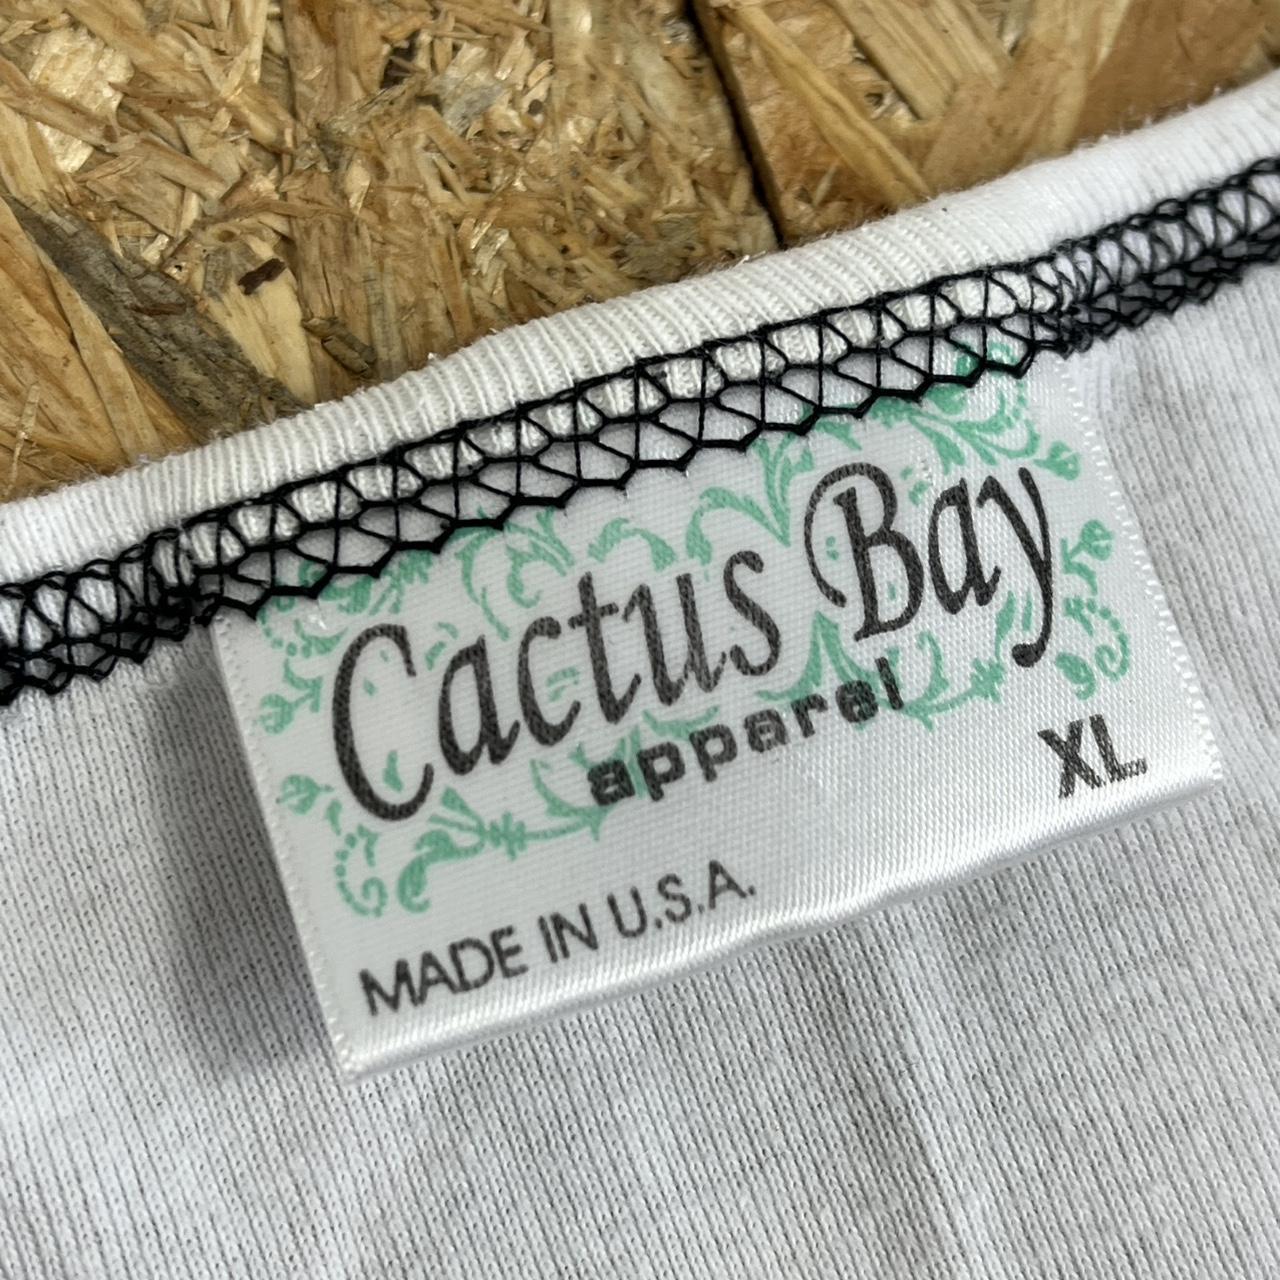 Cactus Bay
apparel
XL
MADE IN U.S.A.